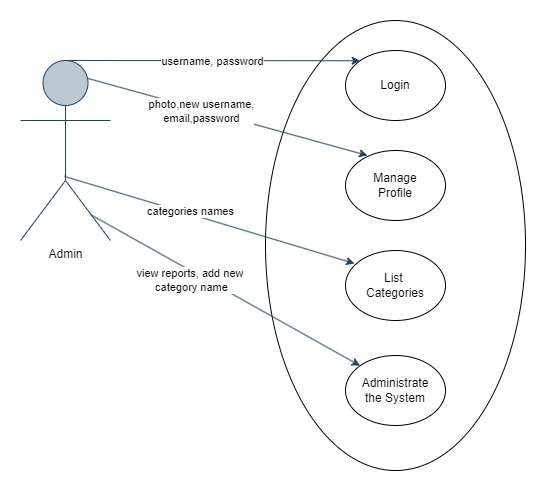 username, password
Login
photo,new username,
email,password
Manage
Profile
categories names
Admin
List
Categories
view reports, add new
category name
Administrate
the System